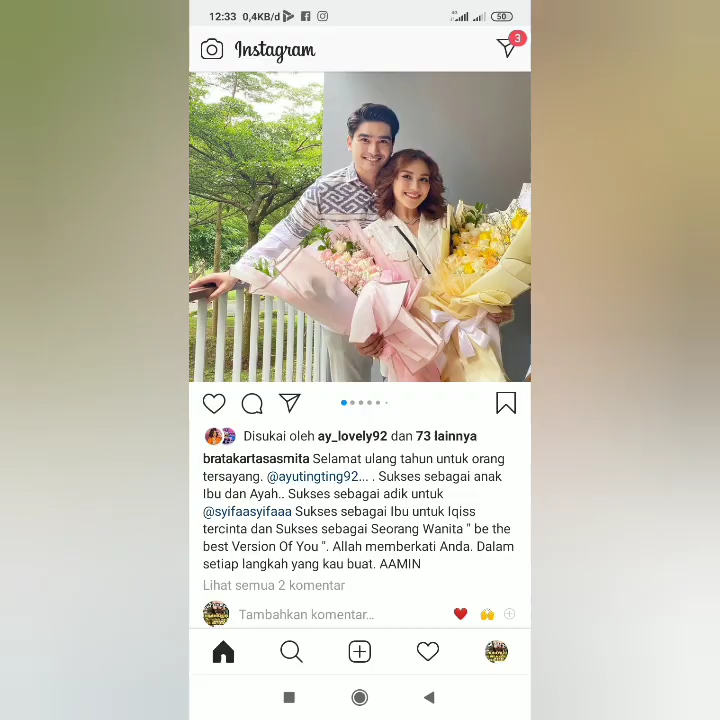 12:33 0,4KB/d
50
Instagram
3
Disukai oleh ay_lovely92 dan 73 lainnya
bratakartasasmita Selamat ulang tahun untuk orang
tersayang. @ayutingting92... . Sukses sebagai anak
Ibu dan Ayah.. Sukses sebagai adik untuk
@syifaasyifaaa Sukses sebagai Ibu untuk Iqiss
tercinta dan Sukses sebagai Seorang Wanita " be the
best Version Of You ". Allah memberkati Anda. Dalam
setiap langkah yang kau buat. AAMIN
Lihat semua 2 komentar
Tambahkan komentar...